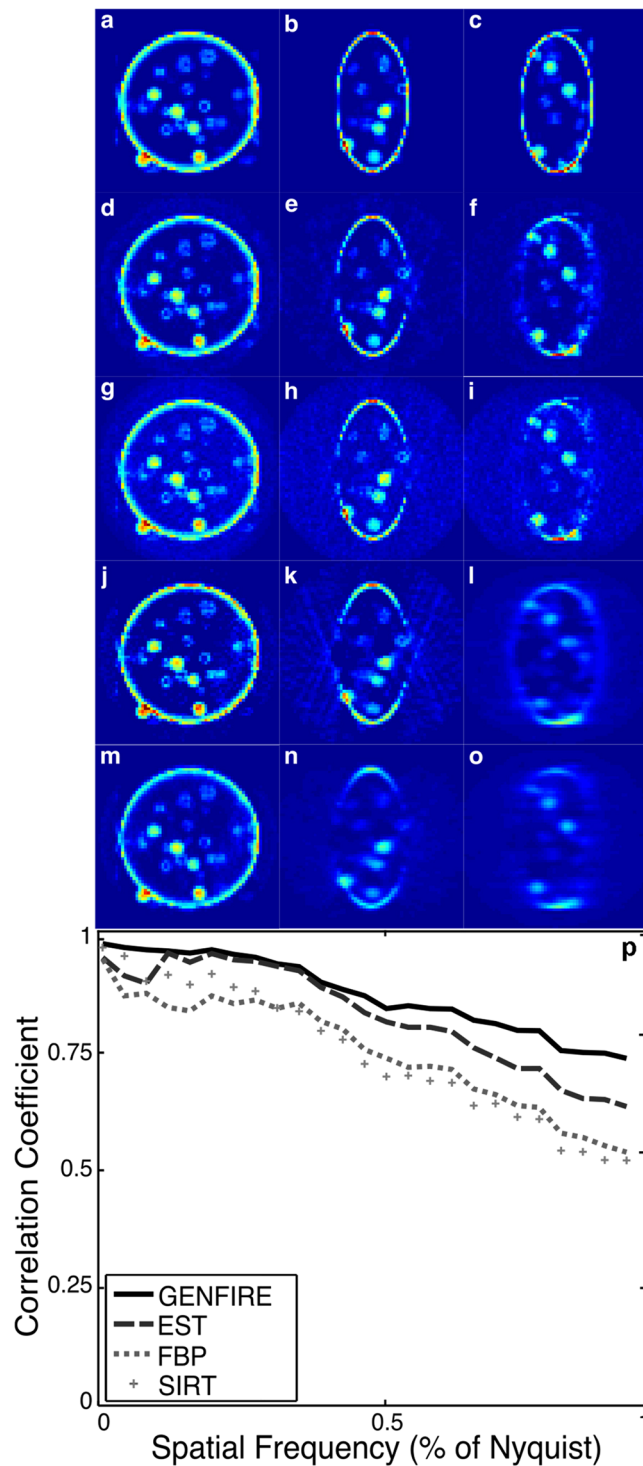 a b c
d e f
g h i
j k l
m n o
p
1
0.75
0.5
0.25
0
Correlation Coefficient
GENFIRE
EST
FBP
SIRT
0 0.5
Spatial Frequency (% of Nyquist)